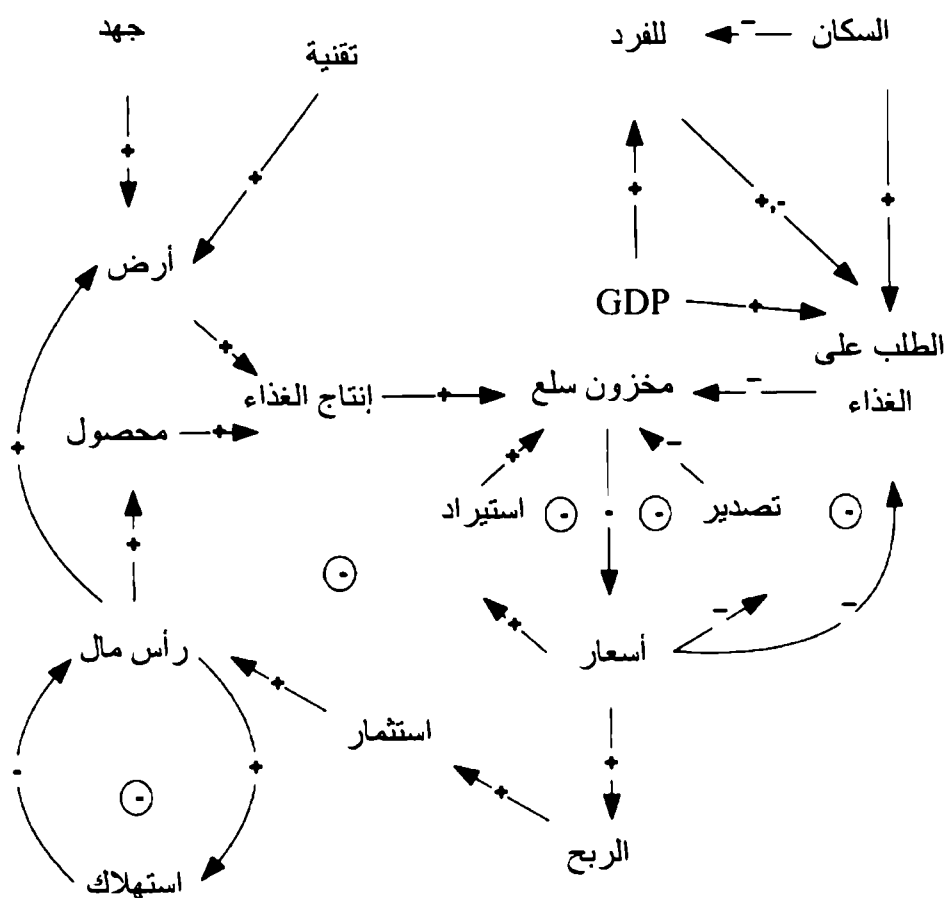 جهد
تقنية
للفرد
السكان
أرض
GDP
الطلب على
الغذاء
مخزون سلع
إنتاج الغذاء
محصول
استيراد
تصدير
رأس مال
أسعار
استثمار
الربح
استهلاك
+
+
-
+
+
+,-
+
+
+
+
+
-
+
+
-
-
-
-
-
-
+
+
-
-
+
+
+
-
+
-